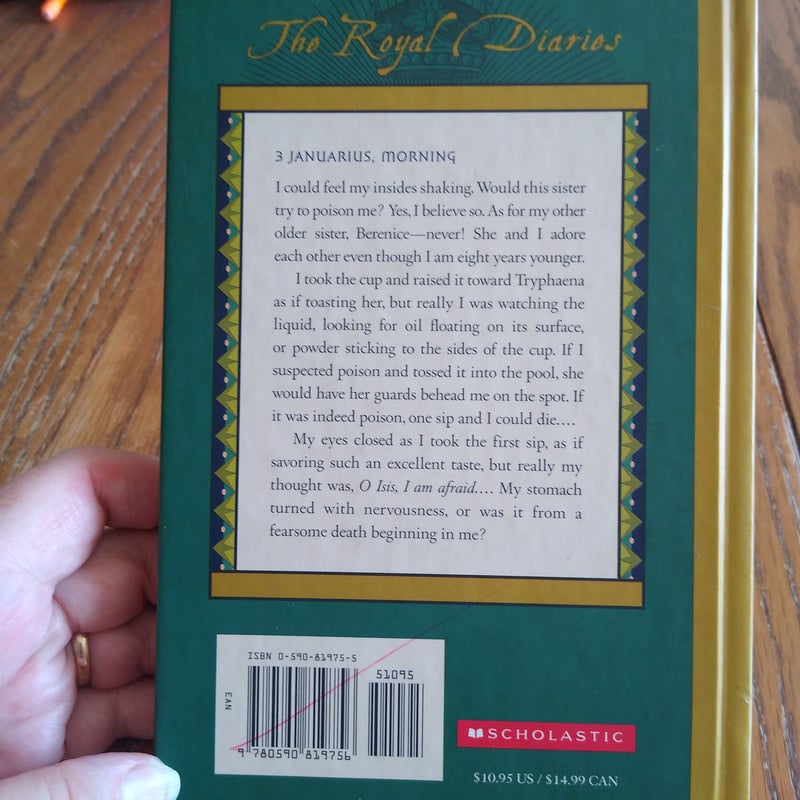 The Royal Diaries
3 JANUARIUS, MORNING
I could feel my insides shaking. Would this sister
try to poison me? Yes, I believe so. As for my other
older sister, Berenice—never! She and I adore
each other even though I am eight years younger.
I took the cup and raised it toward Tryphaena
as if toasting her, but really I was watching the
liquid, looking for oil floating on its surface,
or powder sticking to the sides of the cup. If I
suspected poison and tossed it into the pool, she
would have her guards behead me on the spot. If
it was indeed poison, one sip and I could die....
My eyes closed as I took the first sip, as if
savoring such an excellent taste, but really my
thought was, O Isis, I am afraid.... My stomach
turned with nervousness, or was it from a
fearsome death beginning in me?
ISBN 0-590-81975-5
51095
EAN
9 780590 819756
SCHOLASTIC
$10.95 US / $14.99 CAN